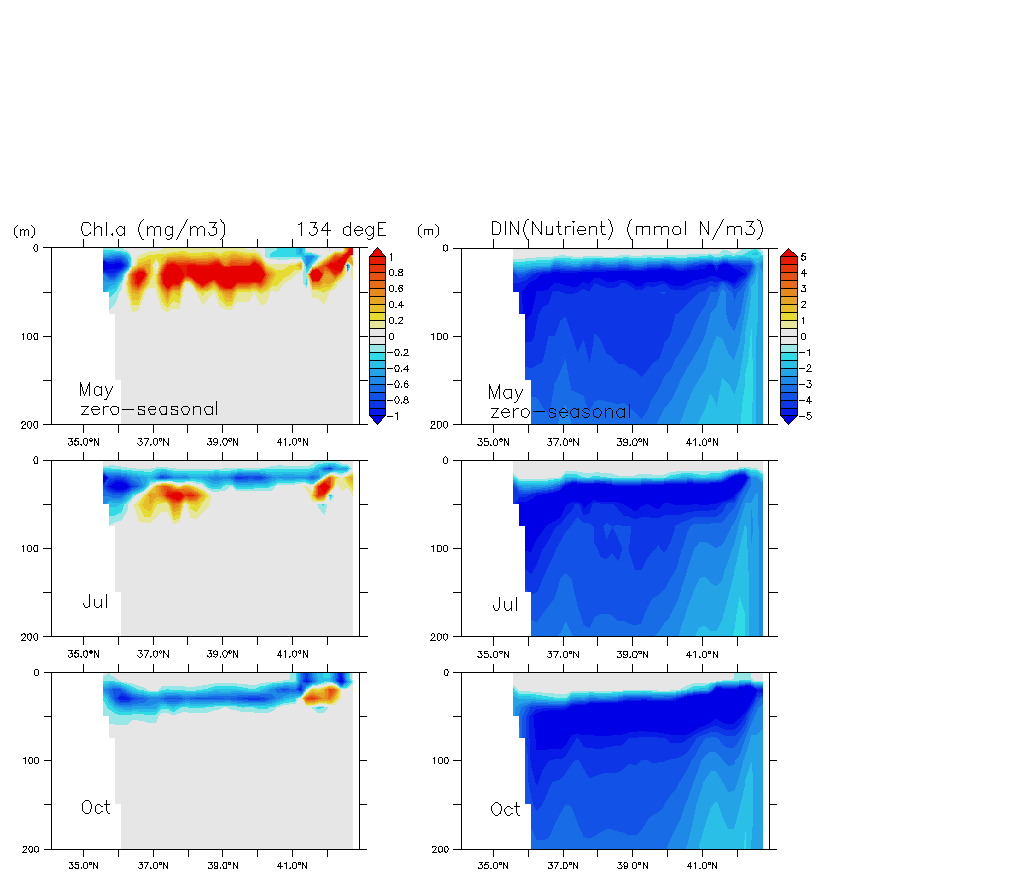 (m) Chl.a (mg/m3) 134 degE (m) DIN(Nutrient) (mmol N/m3)
0 1 0 5
0.8 4
0.6 3
0.4 2
0.2 1
100 0 100 0
-0.2 -1
-0.4 -2
-0.6 -3
-0.8 -4
-1 -5
May May
zero-seasonal zero-seasonal
200 200
35.0°N 37.0°N 39.0°N 41.0°N 35.0°N 37.0°N 39.0°N 41.0°N
0 0
100 100
Jul Jul
200 200
35.0°N 37.0°N 39.0°N 41.0°N 35.0°N 37.0°N 39.0°N 41.0°N
0 0
100 100
Oct Oct
200 200
35.0°N 37.0°N 39.0°N 41.0°N 35.0°N 37.0°N 39.0°N 41.0°N